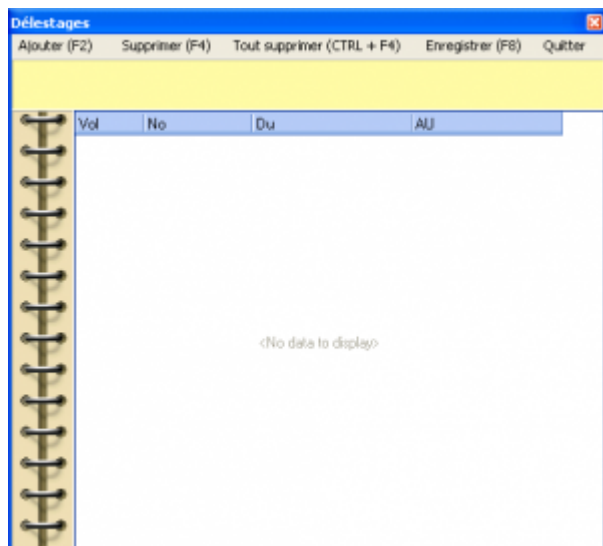 Délestages
Ajouter (F2) Supprimer (F4) Tout supprimer (CTRL + F4) Enregistrer (F8) Quitter
Vol No Du AU
<No data to display>